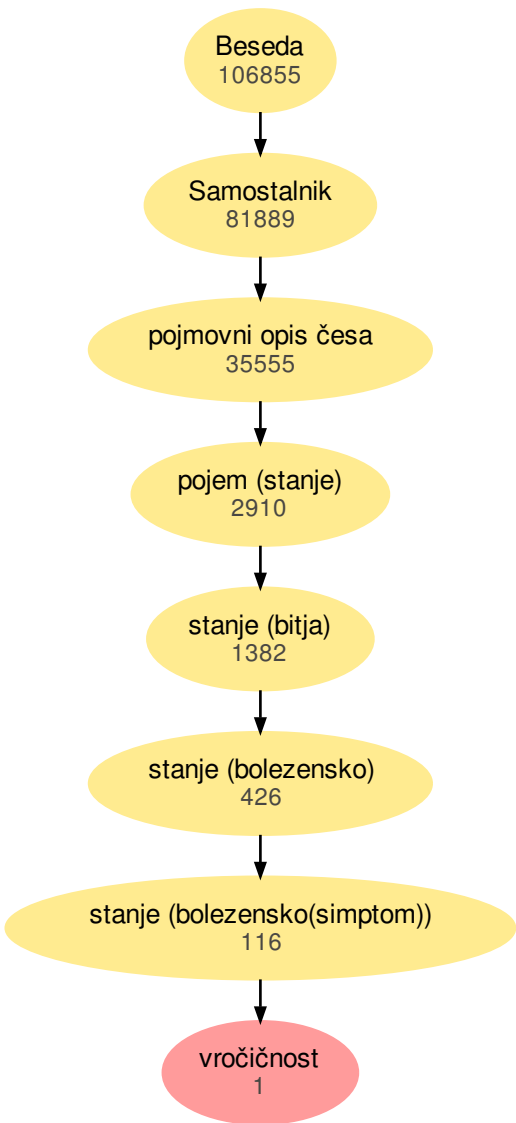 Beseda
106855
Samostalnik
81889
pojmovni opis česa
35555
pojem (stanje)
2910
stanje (bitja)
1382
stanje (bolezensko)
426
stanje (bolezensko(simptom))
116
vročičnost
1